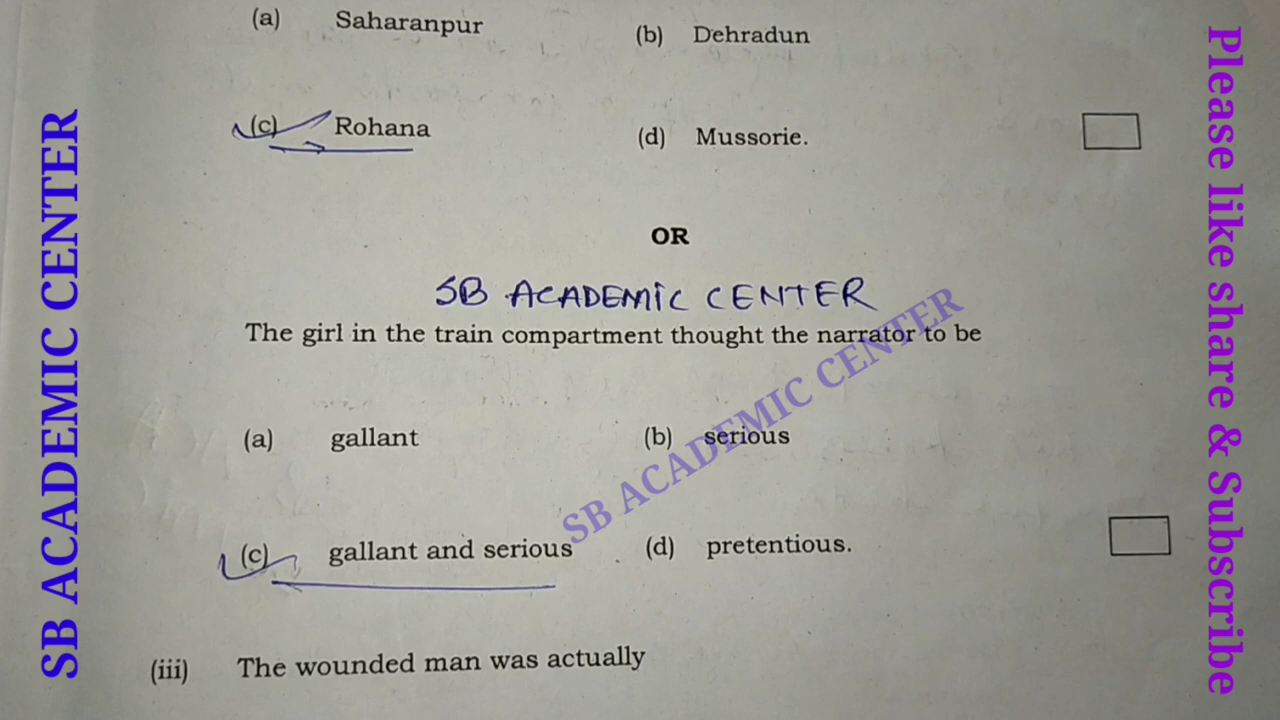 (a) Saharanpur (b) Dehradun
(c) Rohana (d) Mussorie.
OR
SB ACADEMIC CENTER
The girl in the train compartment thought the narrator to be
(a) gallant (b) serious
(c) gallant and serious (d) pretentious.
(iii) The wounded man was actually
SB ACADEMIC CENTER
SB ACADEMIC CENTER
Please like share & Subscribe